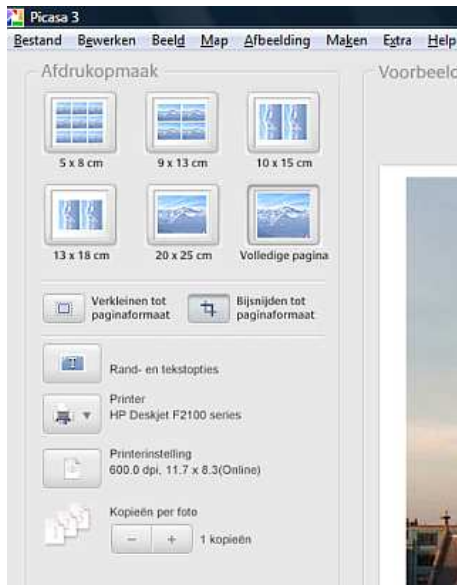 Picasa 3
Bestand Bewerken Beeld Map Afbeelding Maken Extra Help
Afdrukopmaak
5 x 8 cm 9 x 13 cm 10 x 15 cm
13 x 18 cm 20 x 25 cm Volledige pagina
Verkleinen tot
paginaformaat
Bijsnijden tot
paginaformaat
Rand- en tekstopties
Printer
HP Deskjet F2100 series
Printerinstelling
600.0 dpi, 11.7 x 8.3(Online)
Kopieën per foto
1 kopieën